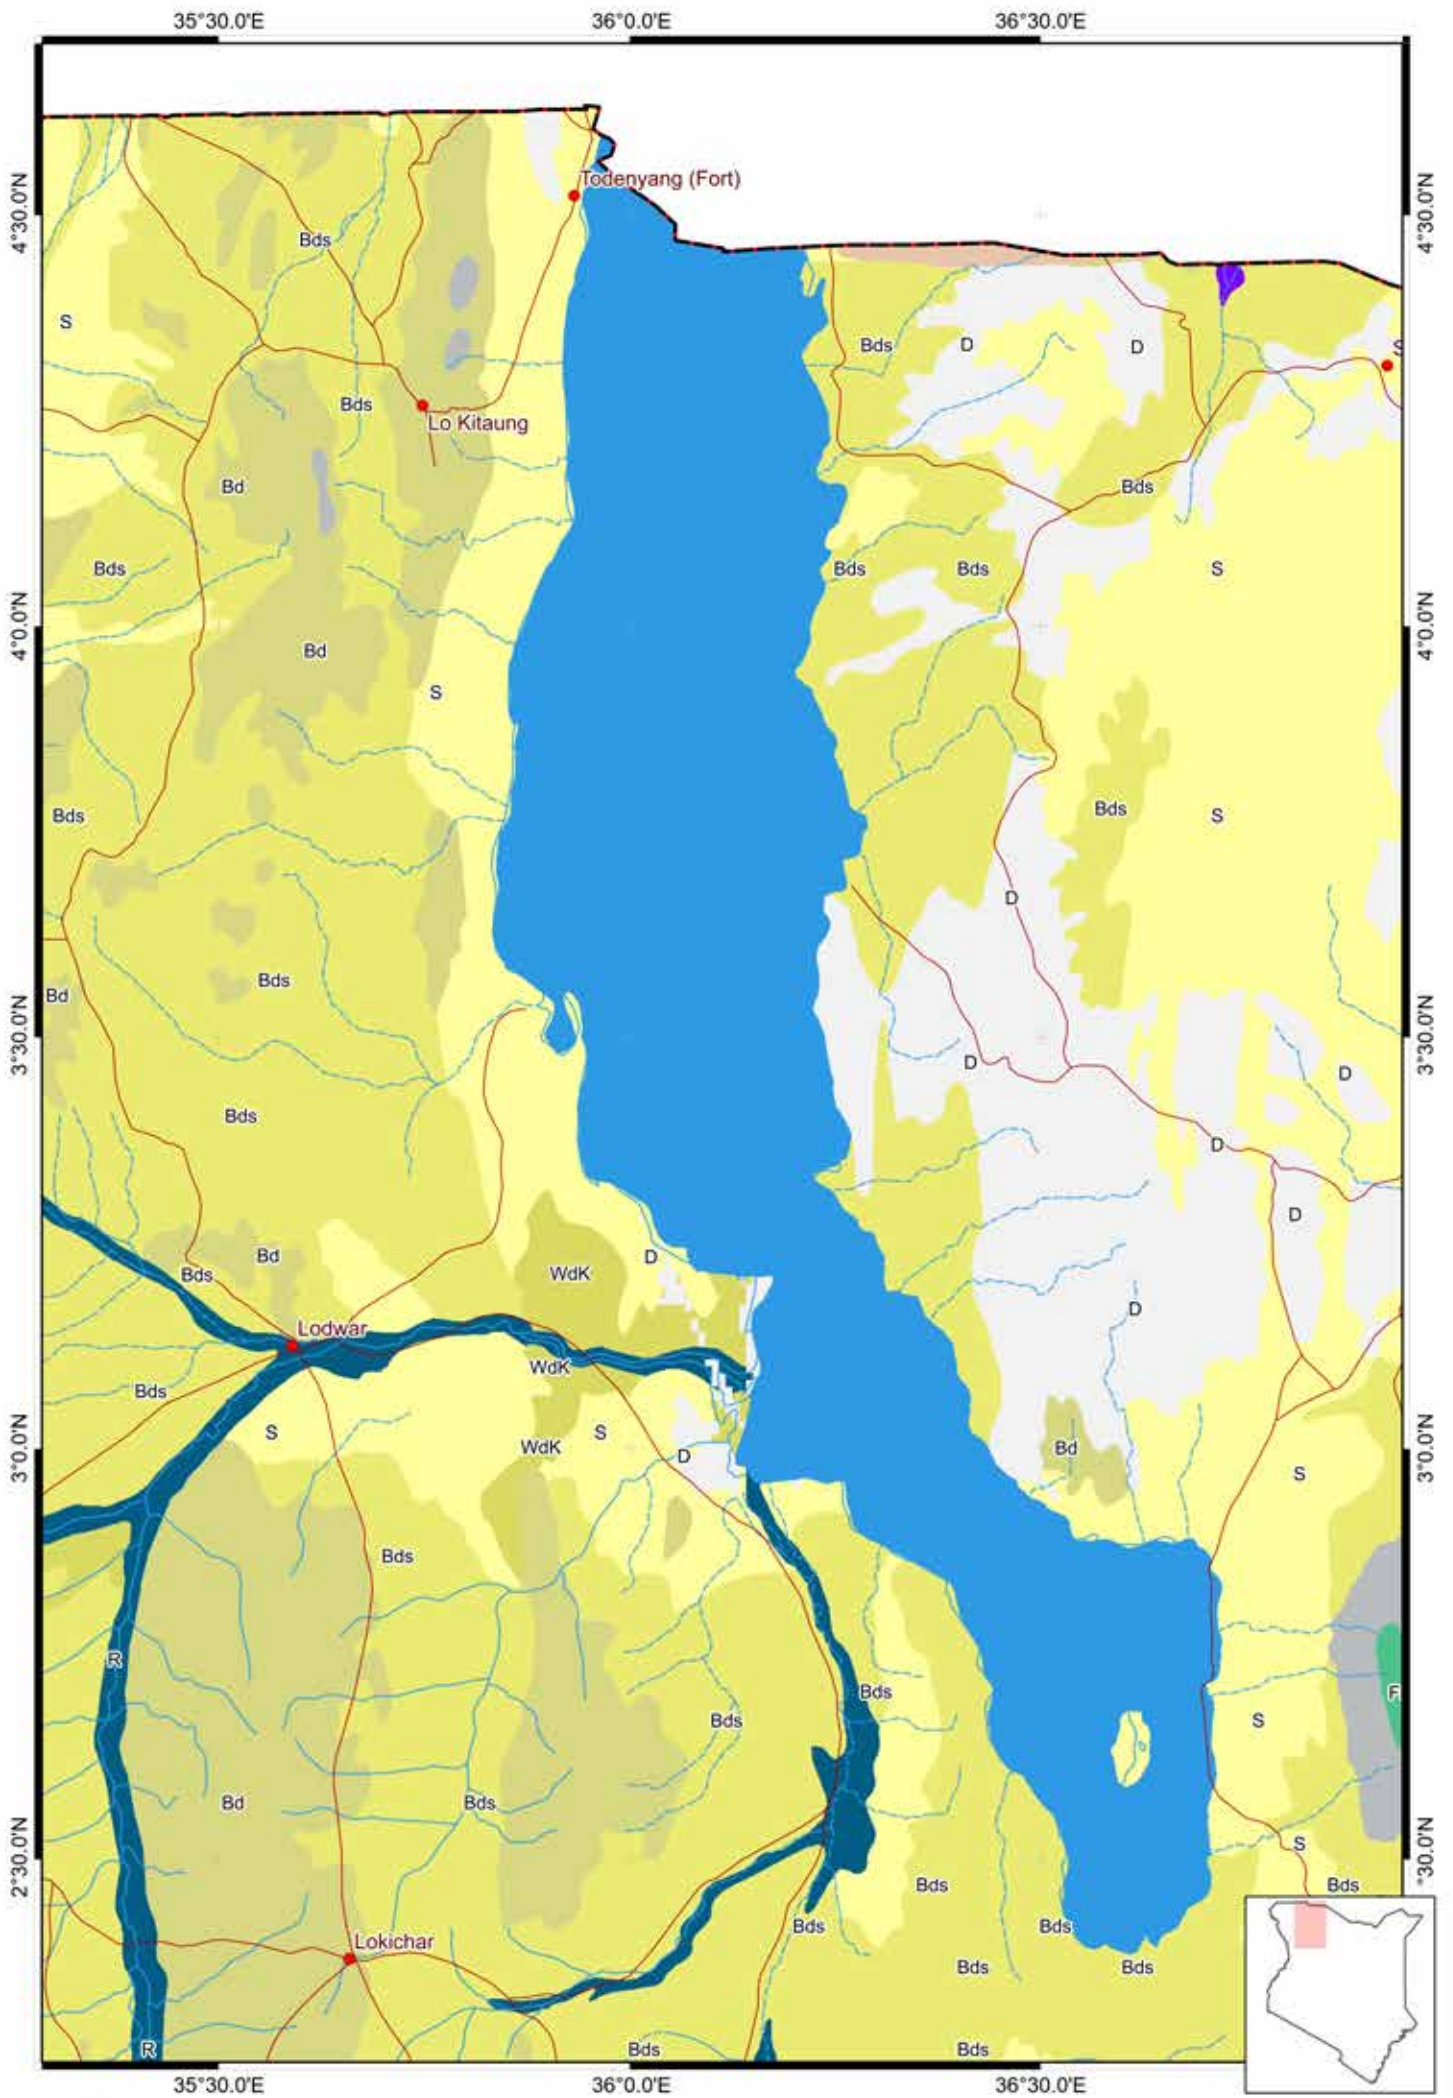 35°30.0'E
36°0.0'E
36°30.0'E
4°30.0'N
4°30.0'N
Todenyang (Fort)
Bds
S
Bds
D
D
S
Bds
Lo Kitaung
Bd
Bds
Bds
Bds
Bds
S
4°0.0'N
4°0.0'N
Bd
S
Bds
Bds
S
D
Bd
Bds
3°30.0'N
3°30.0'N
D
D
Bds
D
D
Bd
D
Bds
WdK
D
Lodwar
WdK
Bds
S
S
WdK
D
Bd
3°0.0'N
3°0.0'N
S
Bds
R
Bds
F
Bds
S
Bd
Bds
S
2°30.0'N
°30.0'N
Bds
Bds
Bds
Bds
Lokichar
Bds
Bds
R
Bds
Bds
35°30.0'E
36°0.0'E
36°30.0'E